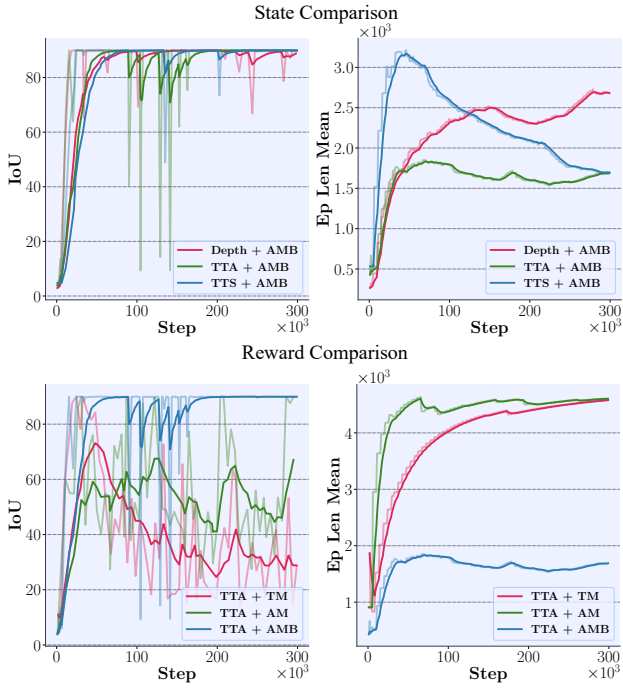 State Comparison
×10³
IoU
80
60
40
20
0
Depth + AMB
TTA + AMB
TTS + AMB
0
100
200
300
Step
×10³
Ep Len Mean
3.0
2.5
2.0
1.5
1.0
0.5
Depth + AMB
TTA + AMB
TTS + AMB
0
100
200
300
Step
×10³
Reward Comparison
×10³
IoU
80
60
40
20
0
TTA + TM
TTA + AM
TTA + AMB
0
100
200
300
Step
×10³
Ep Len Mean
4
3
2
1
TTA + TM
TTA + AM
TTA + AMB
0
100
200
300
Step
×10³